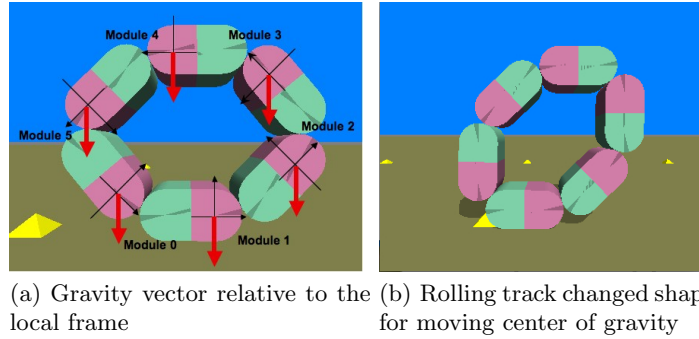 Module 4
Module 3
Module 5
Module 2
Module 0
Module 1
(a) Gravity vector relative to the
local frame
(b) Rolling track changed shap
for moving center of gravity